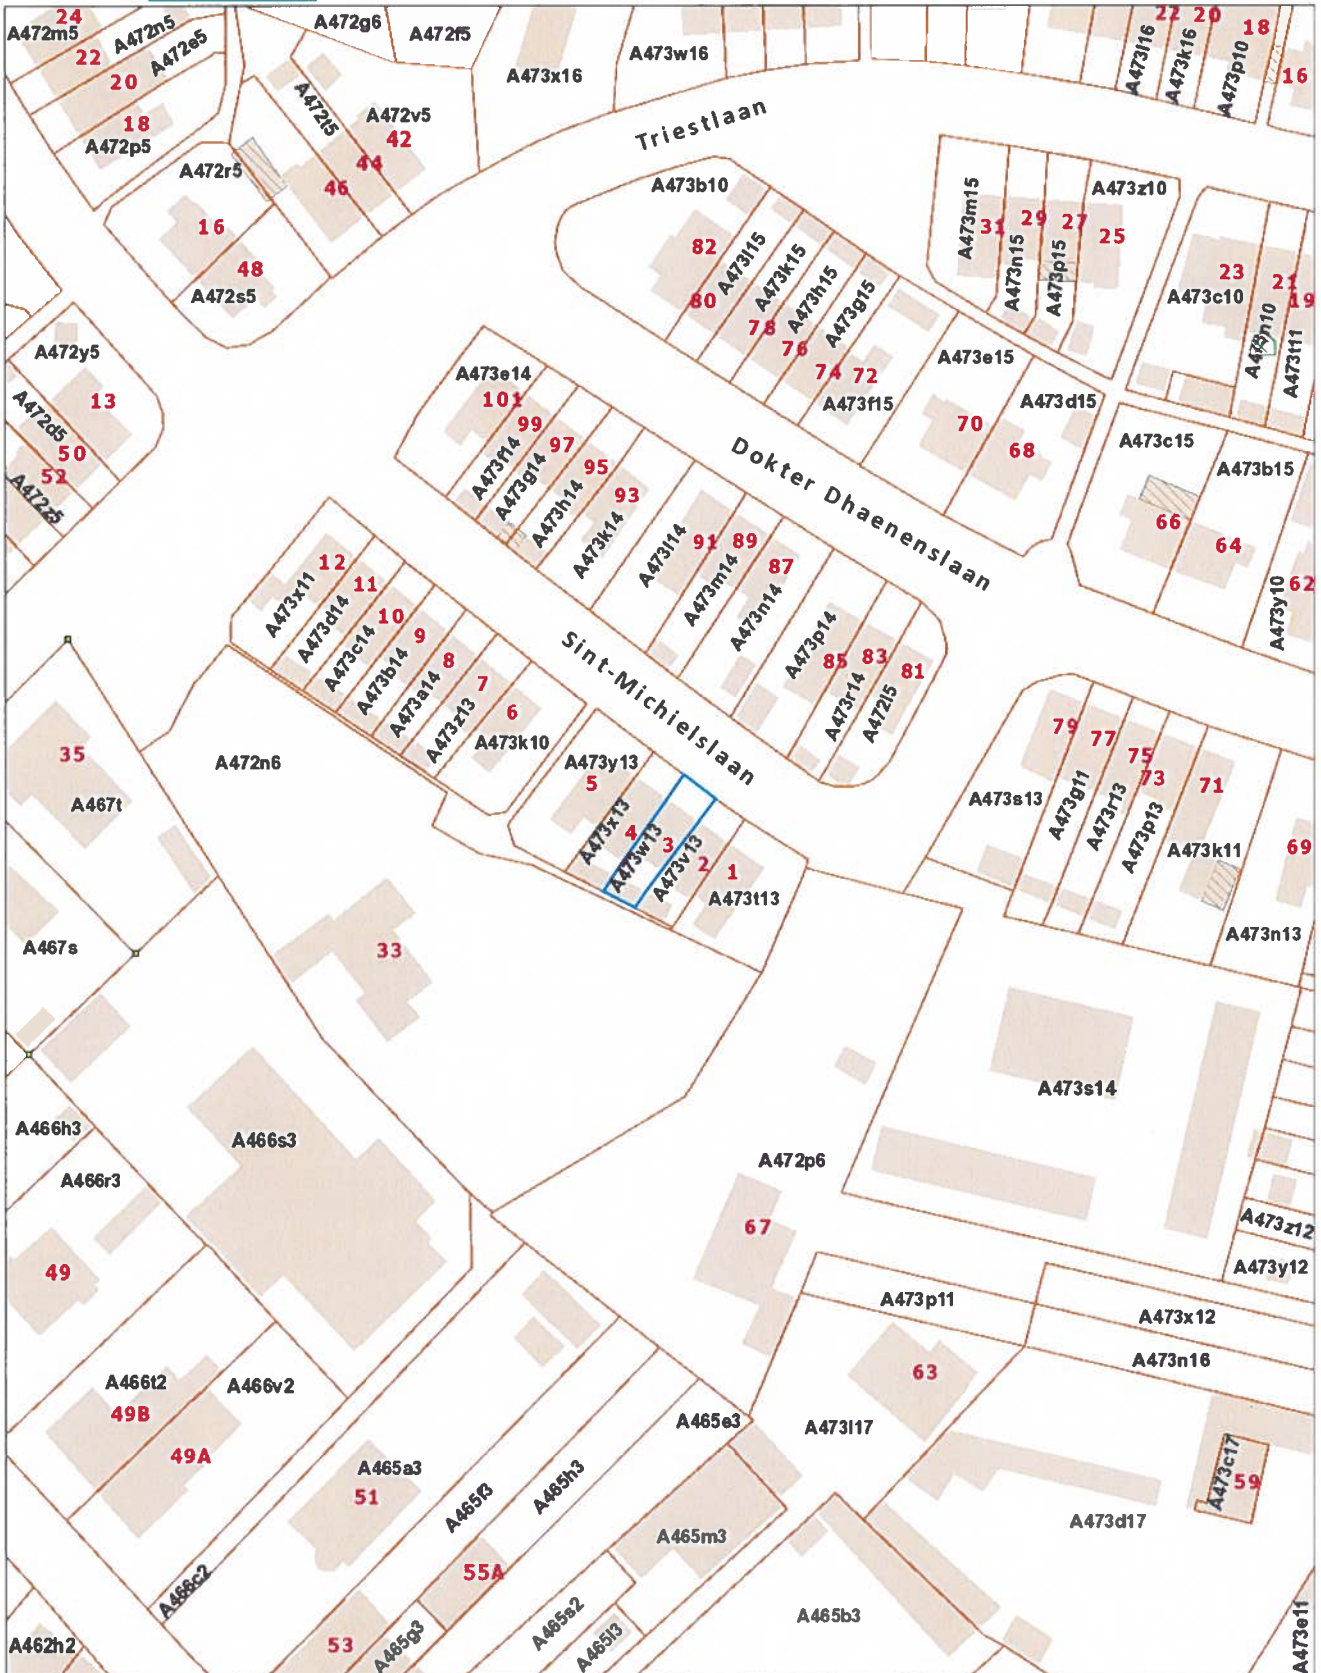 24
A472m5
A472n5
22
A472e5
20
18
A472p5
A472g6
A472f5
A473x16
A473w16
A472t5
A472v5
42
44
46
A472r5
16
48
A472s5
Triestlaan
22
20
18
A473l16
A473k16
A473p10
16
A473b10
82
80
A473l15
A473k15
78
A473h15
76
A473g15
74
72
A473f15
A473m15
31
A473n15
29
A473p15
27
A473z10
25
23
A473c10
21
19
A473n10
A473t11
A472y5
13
A472d5
50
52
A472z5
A473e14
101
99
A473f14
97
A473g14
95
A473h14
93
A473k14
A473e15
70
A473d15
68
A473c15
66
A473b15
64
62
A473y10
Dokter Dhaenenslaan
A473l14
91
89
A473m14
87
A473n14
A473p14
85
83
A473r14
81
A472l5
12
A473x11
11
A473d14
10
A473c14
9
A473b14
8
A473a14
7
A473z13
6
A473k10
Sint-Michielslaan
A473y13
5
A473x13
4
A473w13
3
A473v13
2
1
A473t13
35
A467t
A472n6
A473s13
79
77
A473g11
75
A473r13
73
A473p13
71
A473k11
69
A473n13
A467s
33
A473s14
A466h3
A466r3
A466s3
A472p6
67
49
A473z12
A473y12
A473p11
A473x12
A473n16
63
A466t2
49B
A466v2
49A
A465e3
A473l17
A465a3
51
A465f3
A465h3
A473c17
59
A465m3
A473d17
55A
A466c2
A465s2
A465b3
A462h2
53
A465g3
A465l3
A473e11